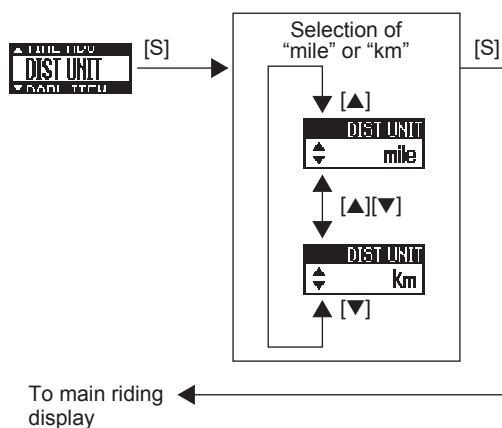 DIST UNIT
[S]
Selection of
“mile” or “km”
[S]
[▲]
DIST UNIT
mile
[▲][▼]
DIST UNIT
Km
[▼]
To main riding
display